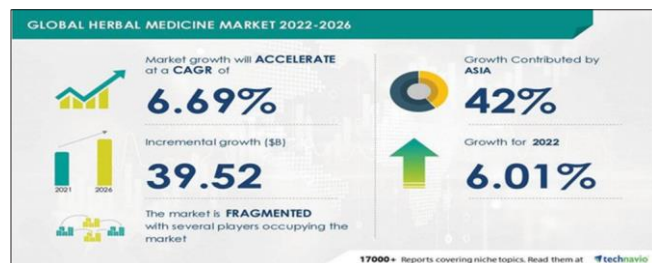 GLOBAL HERBAL MEDICINE MARKET 2022-2026
Market growth will ACCELERATE
at a CAGR of
6.69%
Incremental growth ($B)
39.52
2021 2026
The market is FRAGMENTED
with several players occupying the
market
Growth Contributed by
ASIA
42%
Growth for 2022
6.01%
17000+ Reports covering niche topics. Read them at technavio